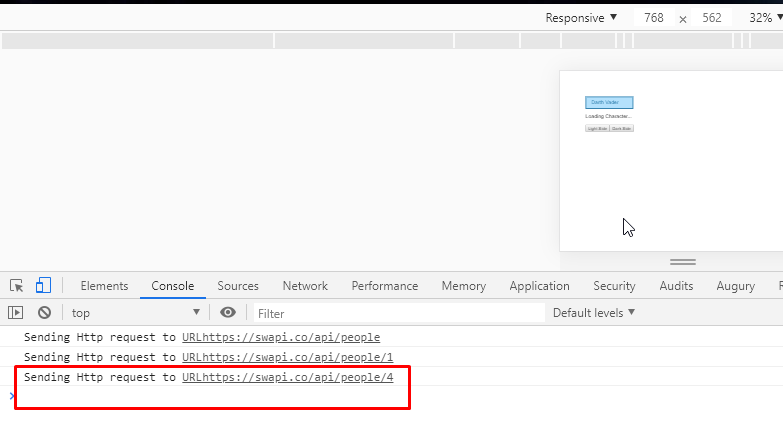 Responsive ▼ 768 × 562 32% ▼
Darth Vader
Loading Character...
Light Side Dark Side
Elements Console Sources Network Performance Memory Application Security Audits Augury
top ▼ Filter Default levels ▼
Sending Http request to URLhttps://swapi.co/api/people
Sending Http request to URLhttps://swapi.co/api/people/1
Sending Http request to URLhttps://swapi.co/api/people/4